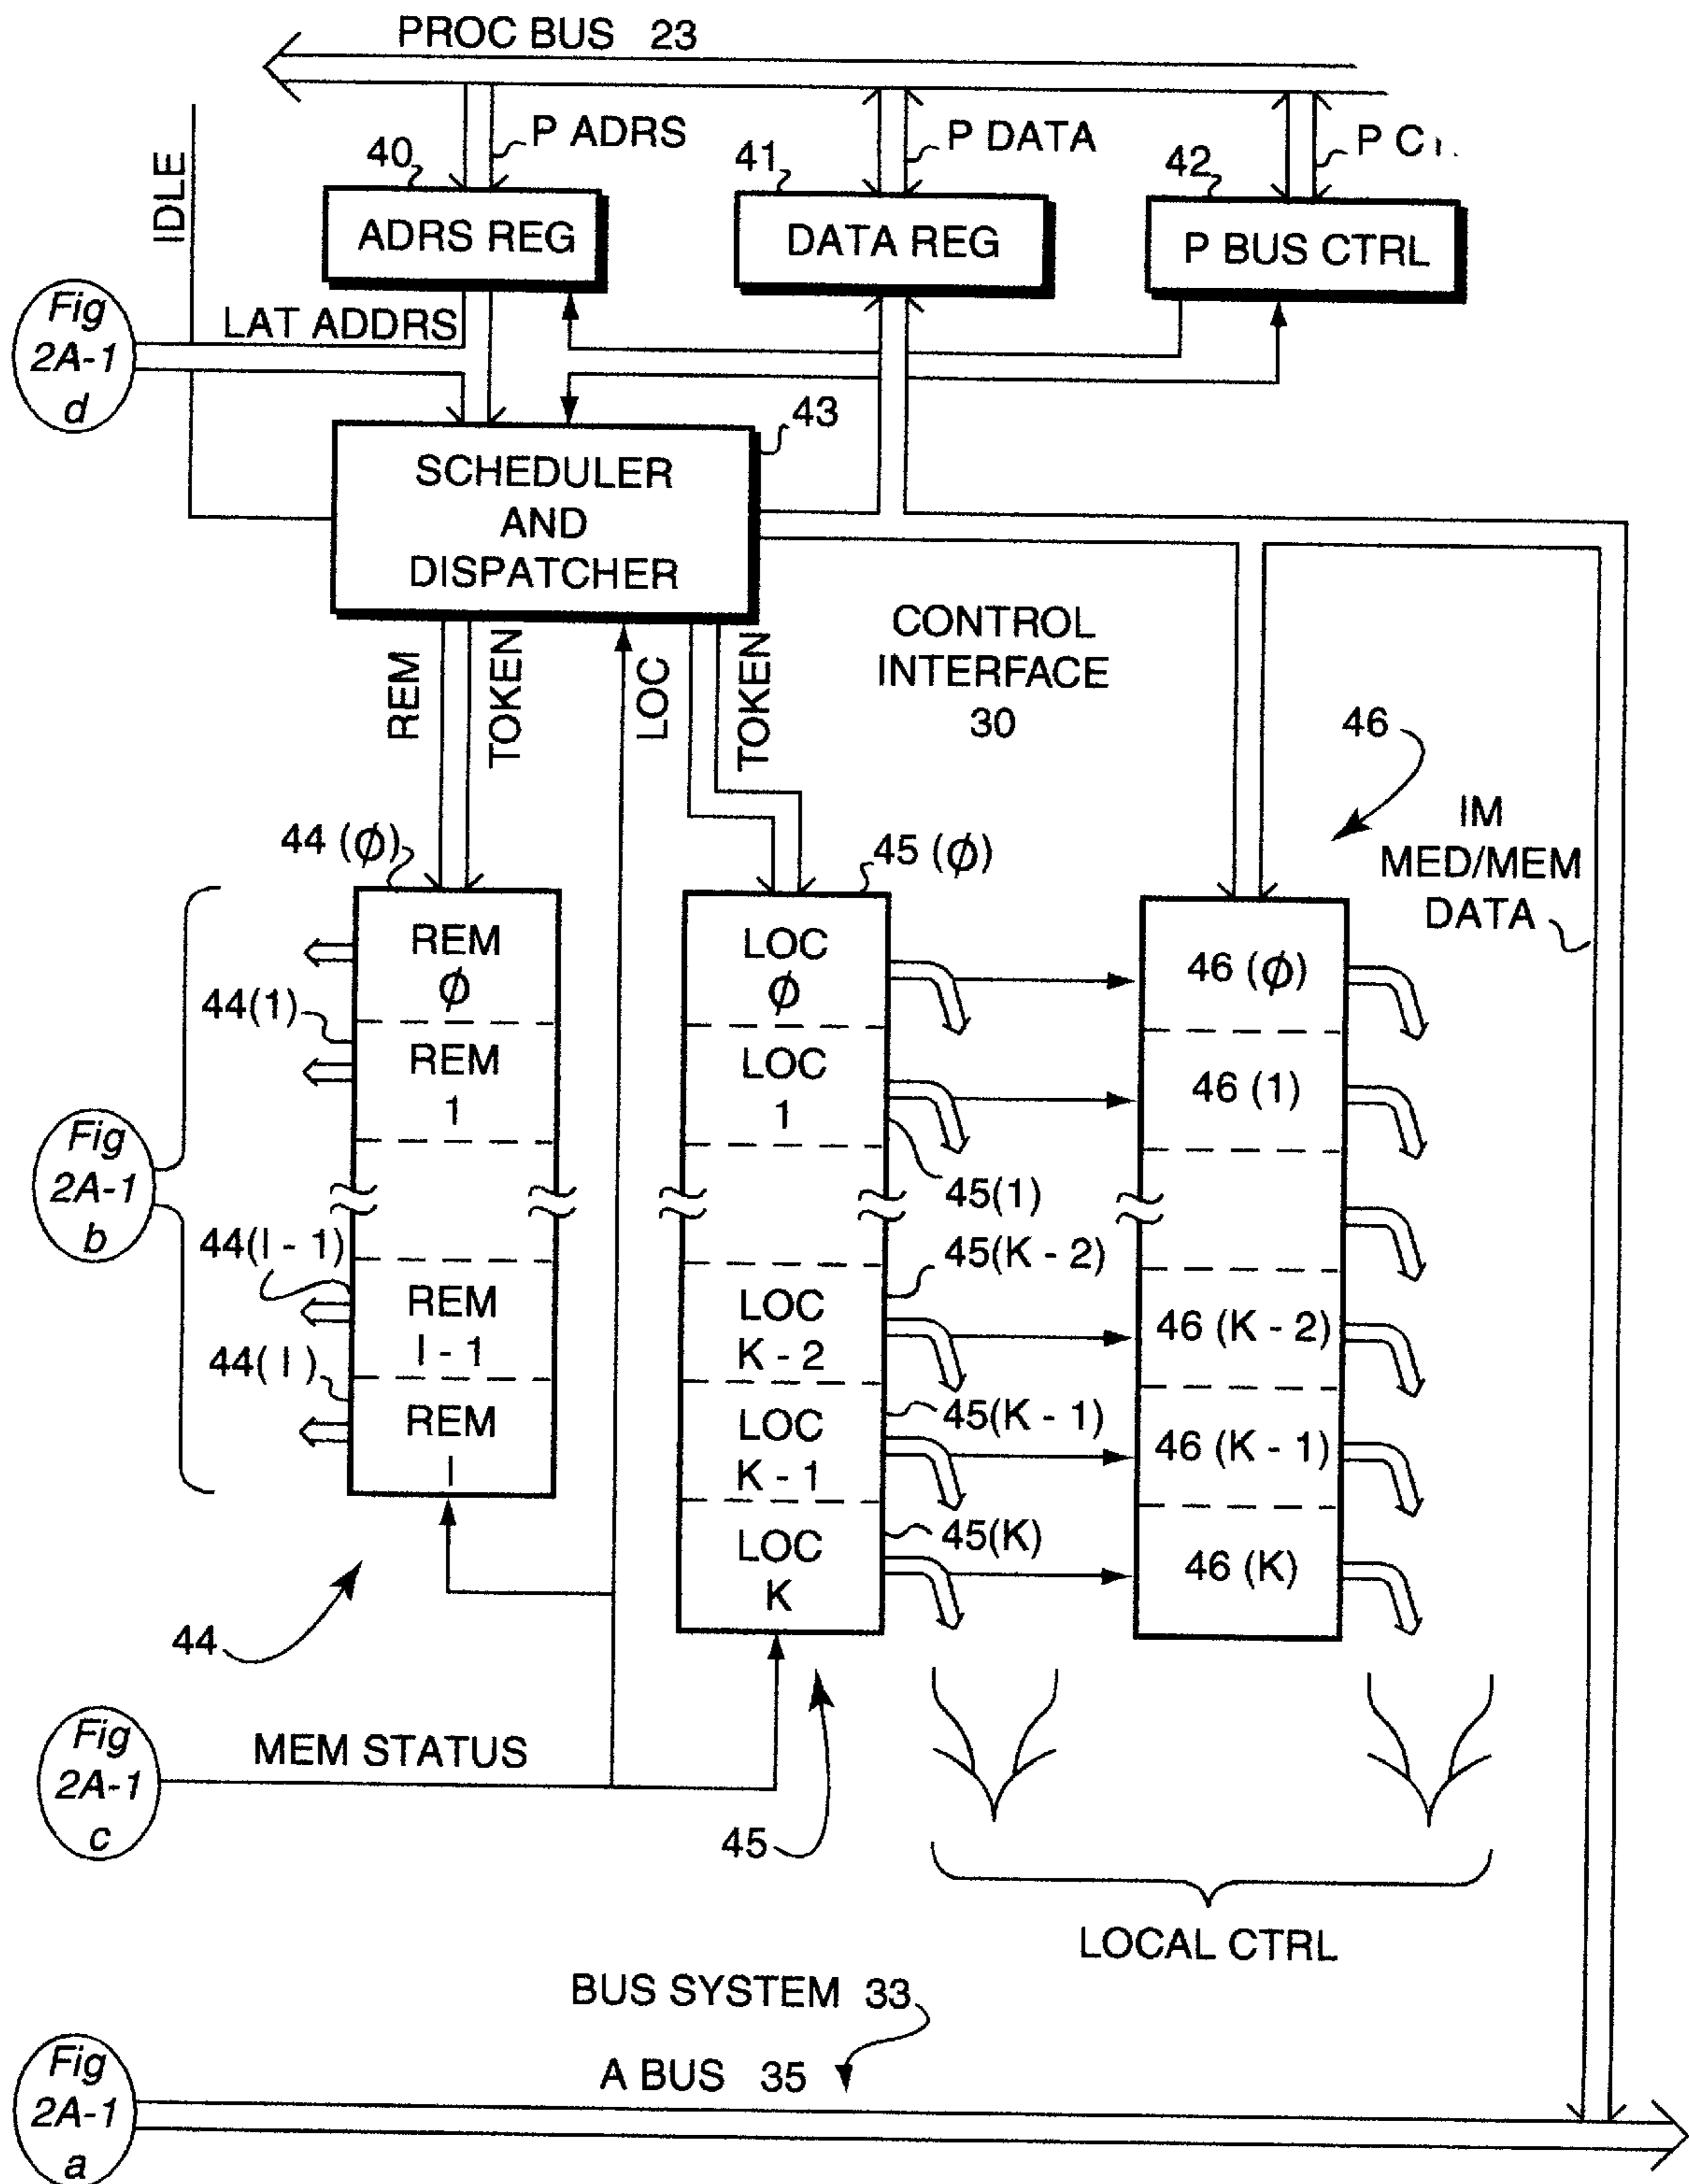 PROC BUS 23
IDLE
P ADRS
P DATA
40
41
42
ADRS REG
DATA REG
P BUS CTRL
Fig
2A-1
d
LAT ADDRS
43
SCHEDULER
AND
DISPATCHER
REM
TOKEN
LOC
TOKEN
CONTROL
INTERFACE
30
46
IM
MED/MEM
DATA
44 (ϕ)
45 (ϕ)
REM
ϕ
LOC
ϕ
46 (ϕ)
44(1)
REM
1
LOC
1
46 (1)
45(1)
Fig
2A-1
b
44(I - 1)
45(K - 2)
REM
I - 1
LOC
K - 2
46 (K - 2)
44(I)
REM
I
45(K - 1)
LOC
K - 1
46 (K - 1)
45(K)
LOC
K
46 (K)
44
Fig
2A-1
c
MEM STATUS
45
LOCAL CTRL
BUS SYSTEM 33
A BUS 35
Fig
2A-1
a